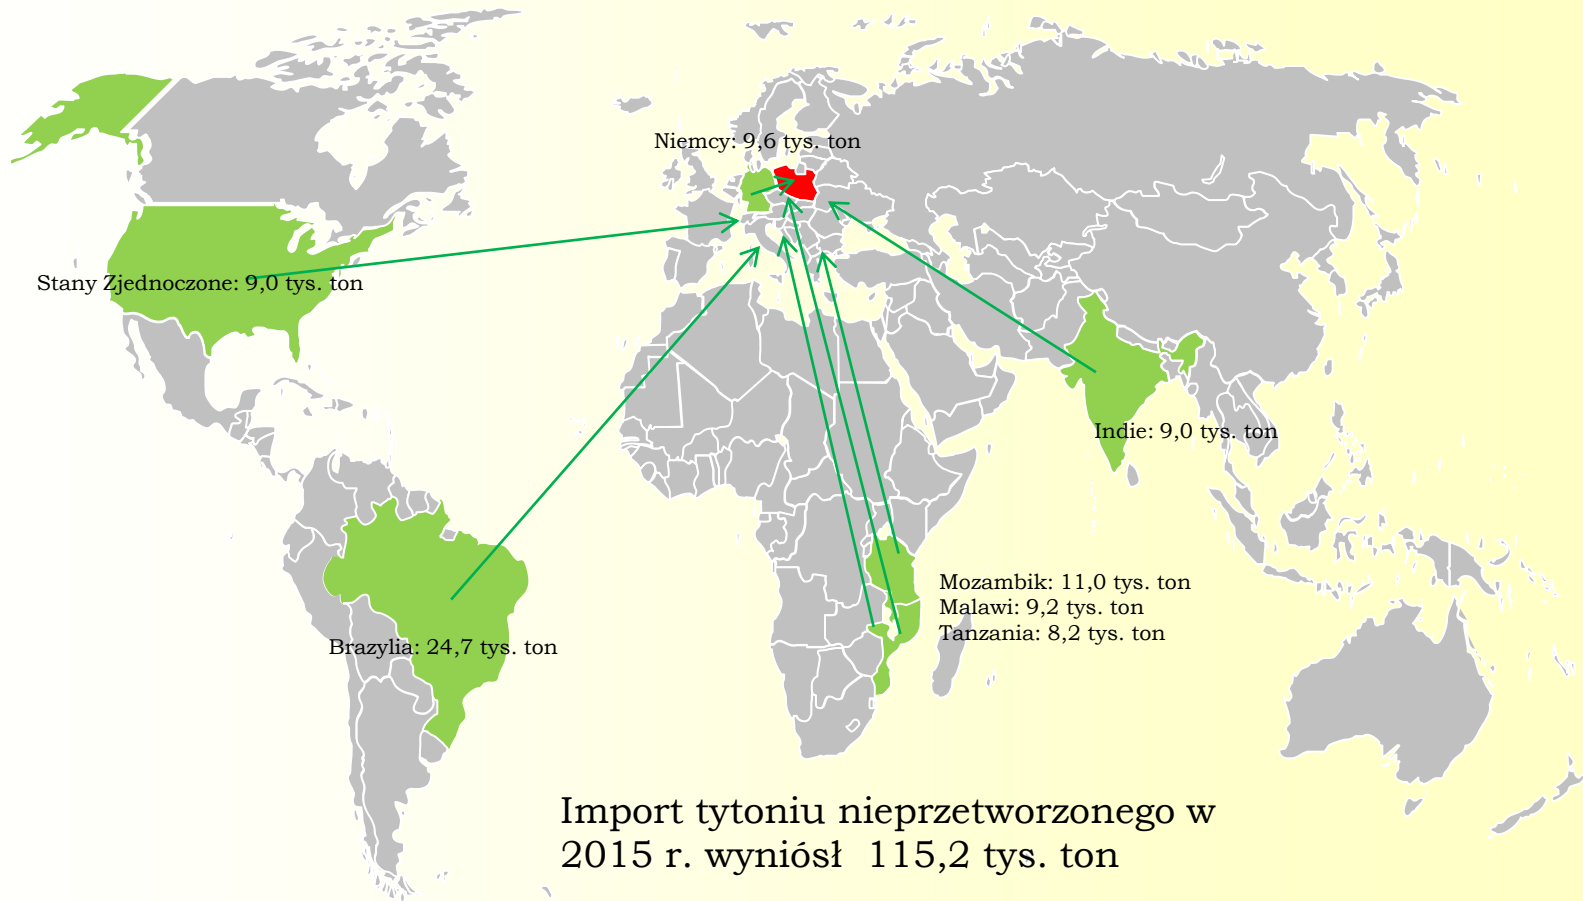 Niemcy: 9,6 tys. ton
Stany Zjednoczone: 9,0 tys. ton
Indie: 9,0 tys. ton
Mozambik: 11,0 tys. ton
Malawi: 9,2 tys. ton
Tanzania: 8,2 tys. ton
Brazylia: 24,7 tys. ton
Import tytoniu nieprzetworzonego w
2015 r. wyniósł  115,2 tys. ton